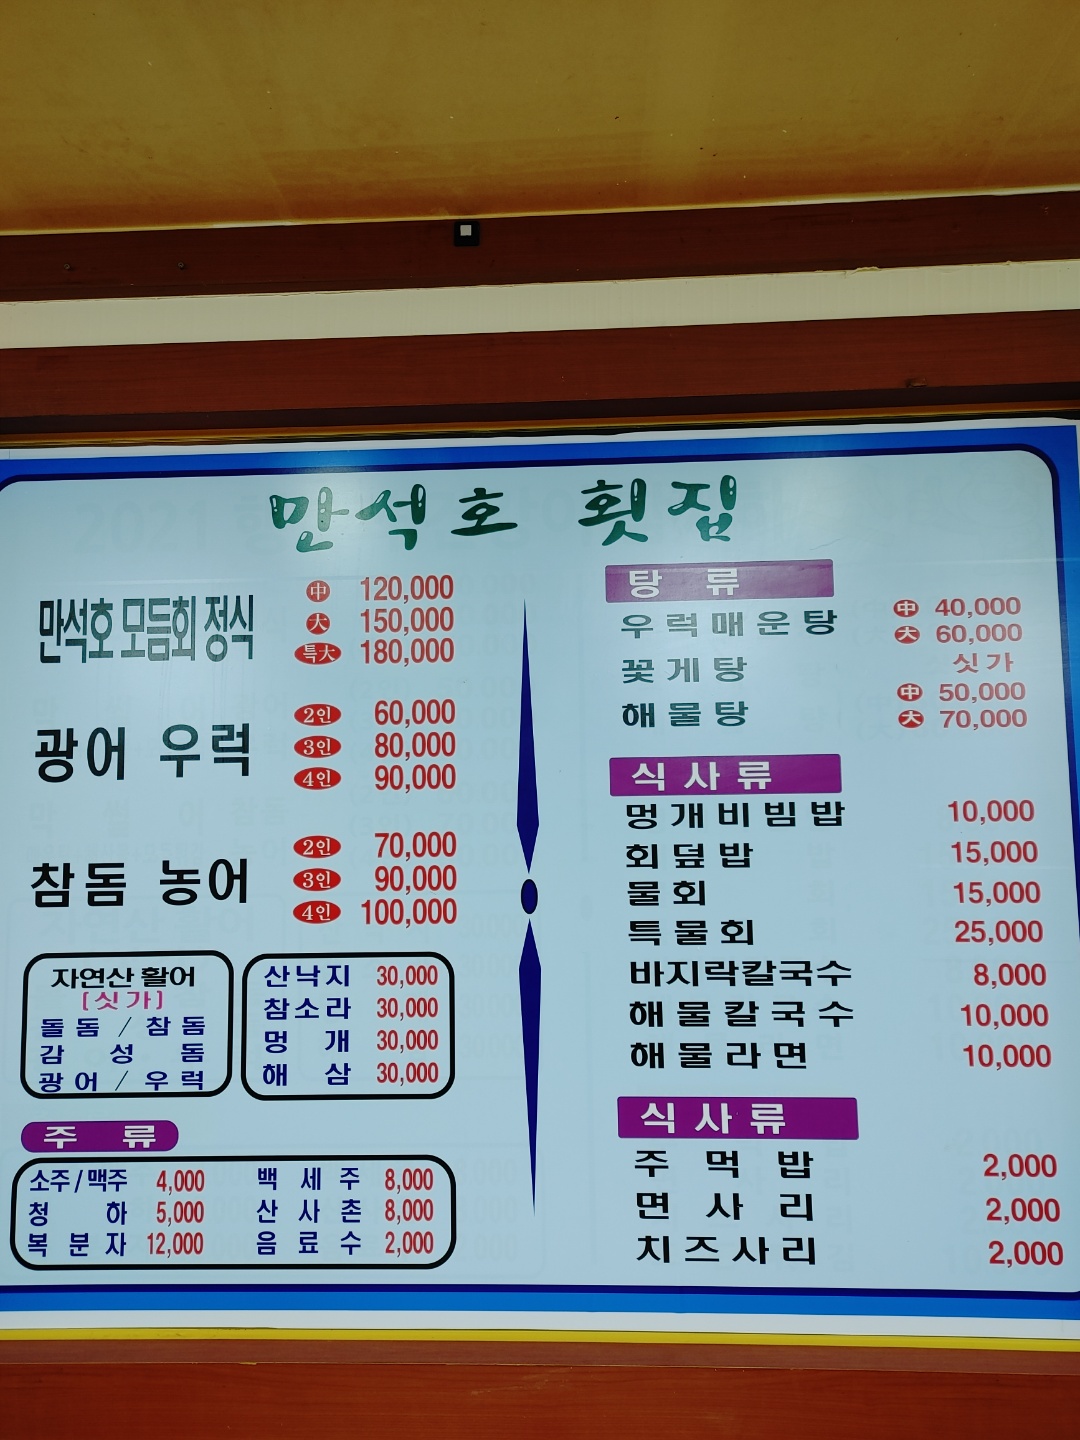 만석호 횟집
만석호 모듬회 정식 中 120,000
大 150,000
특大 180,000
광어 우럭 2인 60,000
3인 80,000
4인 90,000
참돔 농어 2인 70,000
3인 90,000
4인 100,000
자연산 활어
[싯가]
돌돔 / 참돔
감성돔
광어 / 우럭
산낙지 30,000
참소라 30,000
멍개 30,000
해삼 30,000
주류
소주/맥주 4,000
청하 5,000
복분자 12,000
백세주 8,000
산사춘 8,000
음료수 2,000
탕류
우럭매운탕 中 40,000
大 60,000
꽃게탕 싯가
해물탕 中 50,000
大 70,000
식사류
멍개비빔밥 10,000
회덮밥 15,000
물회 15,000
특물회 25,000
바지락칼국수 8,000
해물칼국수 10,000
해물라면 10,000
식사류
주먹밥 2,000
면사리 2,000
치즈사리 2,000